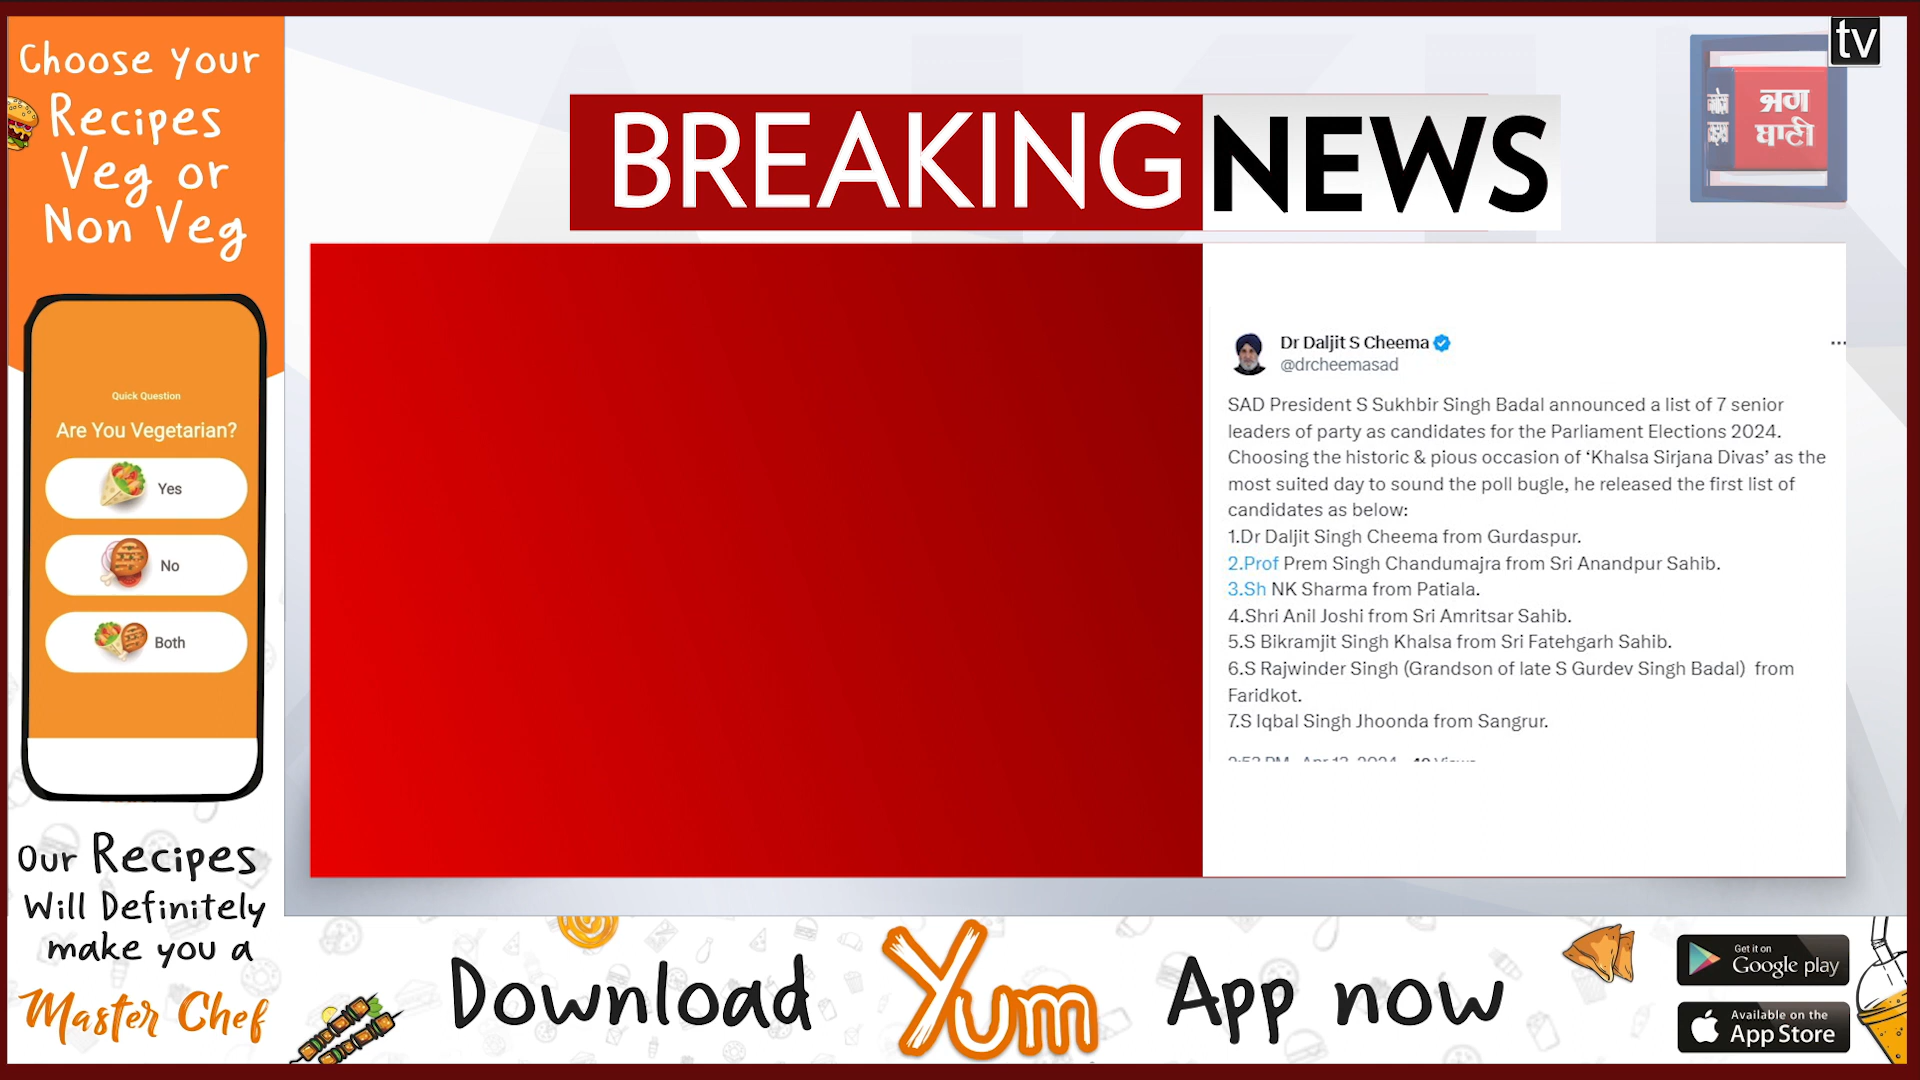 Choose your
Recipes
Veg or
Non Veg
Quick Question
Are You Vegetarian?
Yes
No
Both
Our Recipes
Will Definitely
make you a
Master Chef
BREAKING NEWS
tv
ਜਗ
ਬਾਣੀ
Dr Daljit S Cheema
@drcheemasad
SAD President S Sukhbir Singh Badal announced a list of 7 senior
leaders of party as candidates for the Parliament Elections 2024.
Choosing the historic & pious occasion of ‘Khalsa Sirjana Divas’ as the
most suited day to sound the poll bugle, he released the first list of
candidates as below:
1.Dr Daljit Singh Cheema from Gurdaspur.
2.Prof Prem Singh Chandumajra from Sri Anandpur Sahib.
3.Sh NK Sharma from Patiala.
4.Shri Anil Joshi from Sri Amritsar Sahib.
5.S Bikramjit Singh Khalsa from Sri Fatehgarh Sahib.
6.S Rajwinder Singh (Grandson of late S Gurdev Singh Badal)  from
Faridkot.
7.S Iqbal Singh Jhoonda from Sangrur.
Download Yum App now
Get it on
Google play
Available on the
App Store